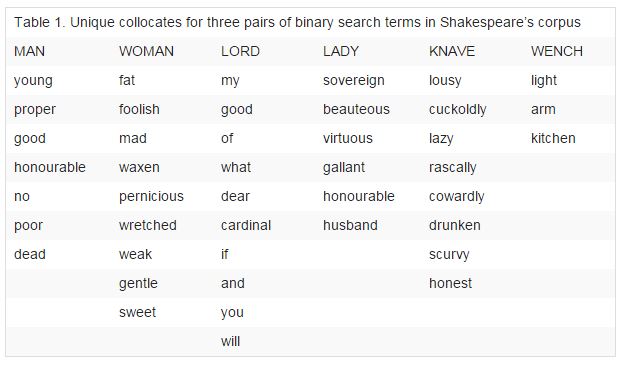 Table 1. Unique collocates for three pairs of binary search terms in Shakespeare's corpus
MAN WOMAN LORD LADY KNAVE WENCH
young fat my sovereign lousy light
proper foolish good beauteous cuckoldly arm
good mad of virtuous lazy kitchen
honourable waxen what gallant rascally
no pernicious dear honourable cowardly
poor wretched cardinal husband drunken
dead weak if scurvy
gentle and honest
sweet you
will